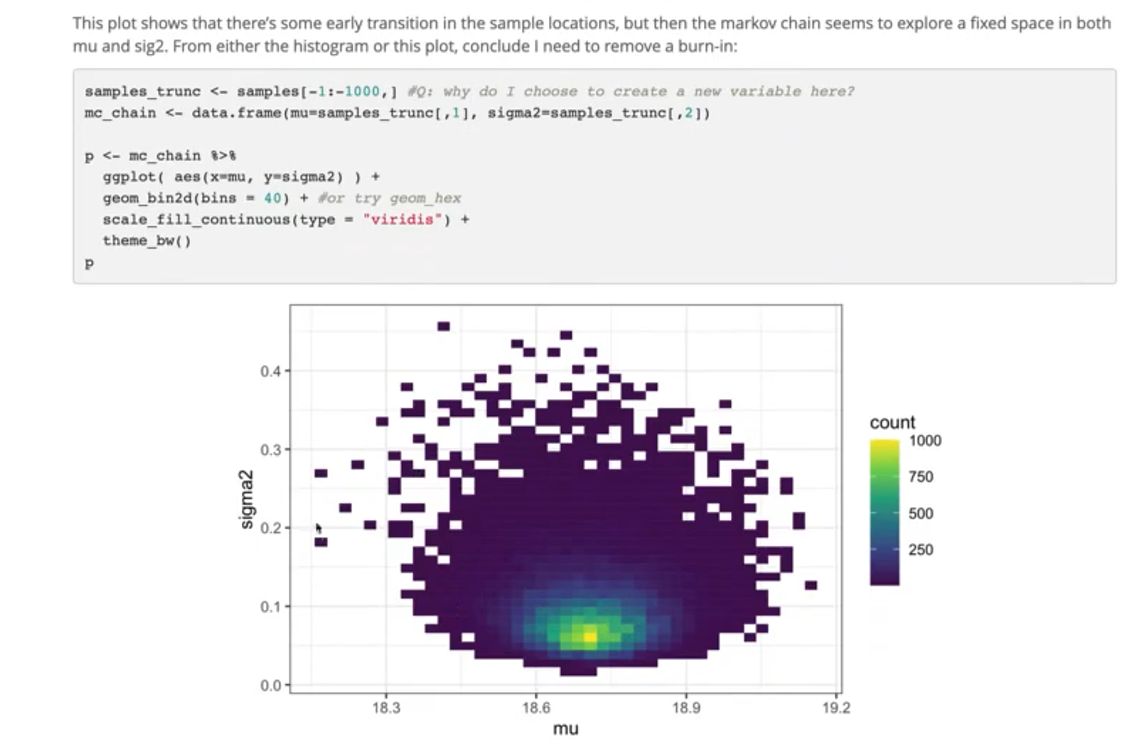 This plot shows that there's some early transition in the sample locations, but then the markov chain seems to explore a fixed space in both
mu and sig2. From either the histogram or this plot, conclude I need to remove a burn-in:
samples_trunc <- samples[-1:-1000,] #Q: why do I choose to create a new variable here?
mc_chain <- data.frame(mu=samples_trunc[,1], sigma2=samples_trunc[,2])
p <- mc_chain %>%
ggplot( aes(x=mu, y=sigma2) ) +
geom_bin2d(bins = 40) + #or try geom_hex
scale_fill_continuous(type = "viridis") +
theme_bw()
p
0.4
0.3
0.2
0.1
0.0
sigma2
18.3 18.6 18.9 19.2
mu
count
1000
750
500
250